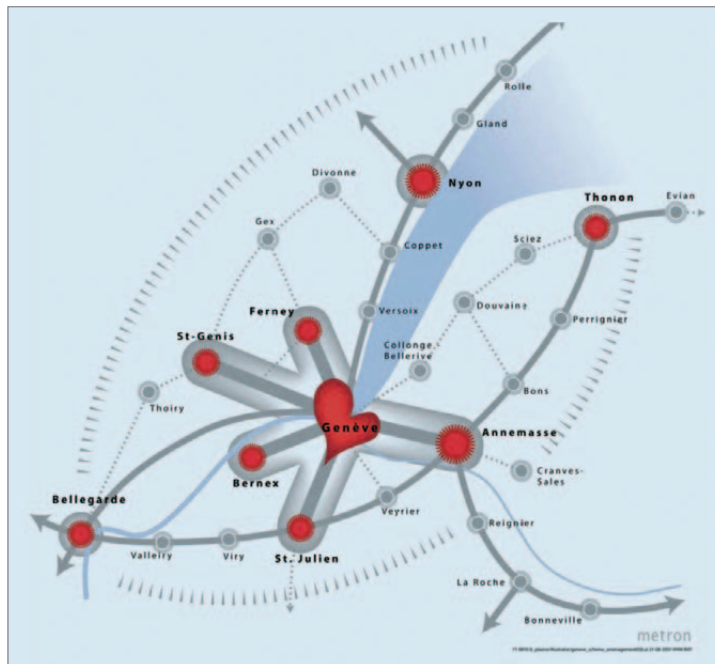 Rolle
Gland
Divonne
Nyon
Thonon
Evian
Gex
Coppet
Sciez
Ferney
Versoix
Douvaine
Perrignier
St-Genis
Collonge
Bellerive
Thoiry
Bons
Genève
Annemasse
Bernex
Cranves-
Sales
Bellegarde
Veyrier
Reignier
Valleiry
Viry
St. Julien
La Roche
Bonneville
metron